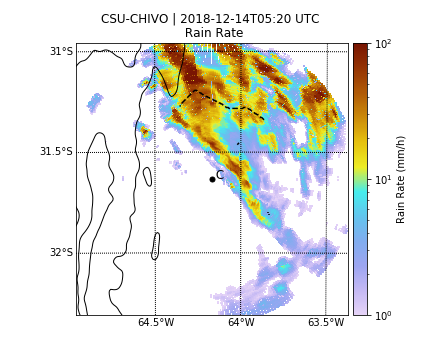 CSU-CHIVO | 2018-12-14T05:20 UTC
Rain Rate
31°S
31.5°S
32°S
C
64.5°W
64°W
63.5°W
10²
10¹
10⁰
Rain Rate (mm/h)